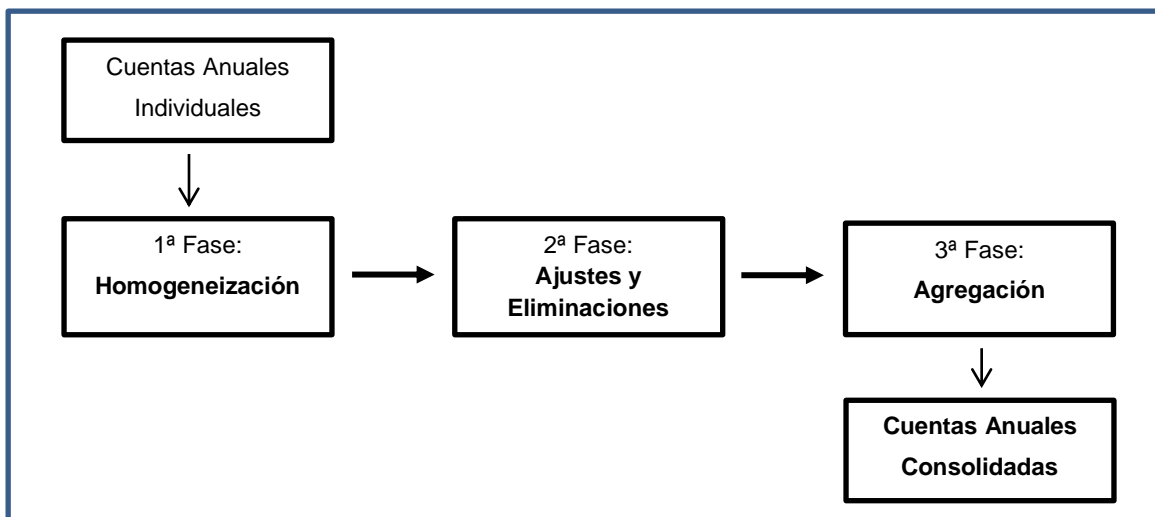 Cuentas Anuales
Individuales
1ª Fase:
Homogeneización
2ª Fase:
Ajustes y
Eliminaciones
3ª Fase:
Agregación
Cuentas Anuales
Consolidadas